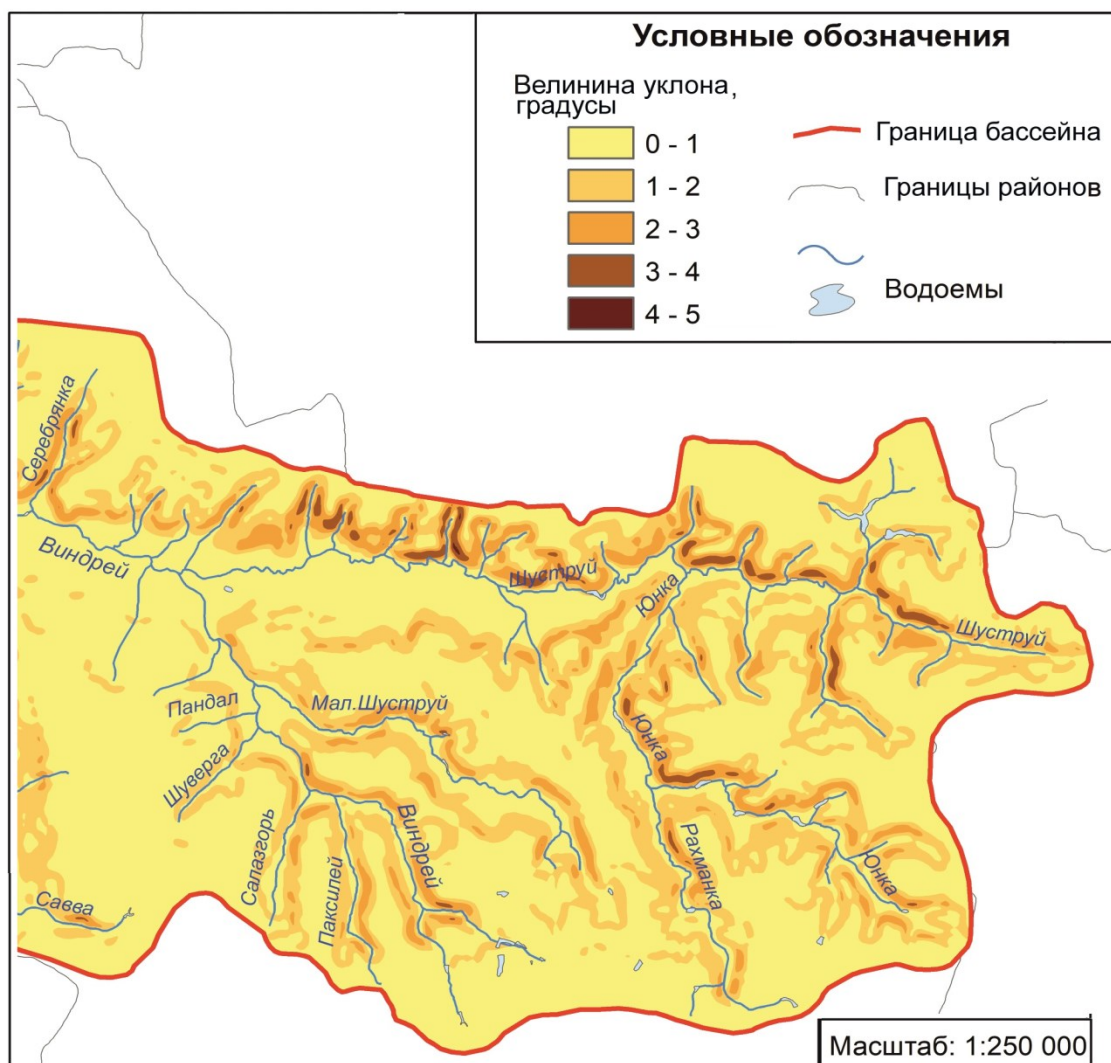 Условные обозначения
Велинина уклона,
градусы
0 - 1
1 - 2
2 - 3
3 - 4
4 - 5
Граница бассейна
Границы районов
Водоемы
Серебрянка
Виндрей
Шуструй
Юнка
Шуструй
Пандал
Мал.Шуструй
Шуверга
Юнка
Салазгорь
Паксилей
Виндрей
Рахманка
Юнка
Савва
Масштаб: 1:250 000